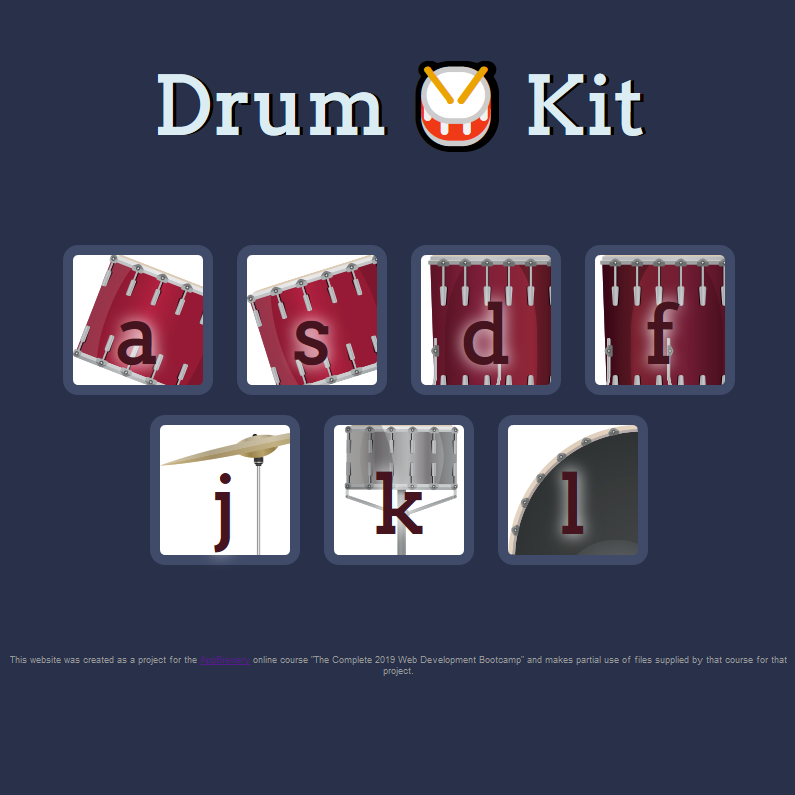 Drum Kit
a s d f
j k l
This website was created as a project for the AppBrewery online course "The Complete 2019 Web Development Bootcamp" and makes partial use of files supplied by that course for that
project.